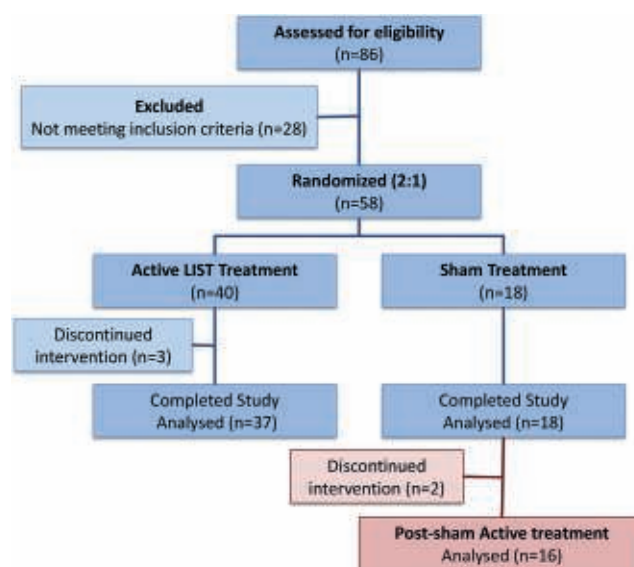 Assessed for eligibility
(n=86)
Excluded
Not meeting inclusion criteria (n=28)
Randomized (2:1)
(n=58)
Active LIST Treatment
(n=40)
Sham Treatment
(n=18)
Discontinued
intervention (n=3)
Completed Study
Analysed (n=37)
Completed Study
Analysed (n=18)
Discontinued
intervention (n=2)
Post-sham Active treatment
Analysed (n=16)